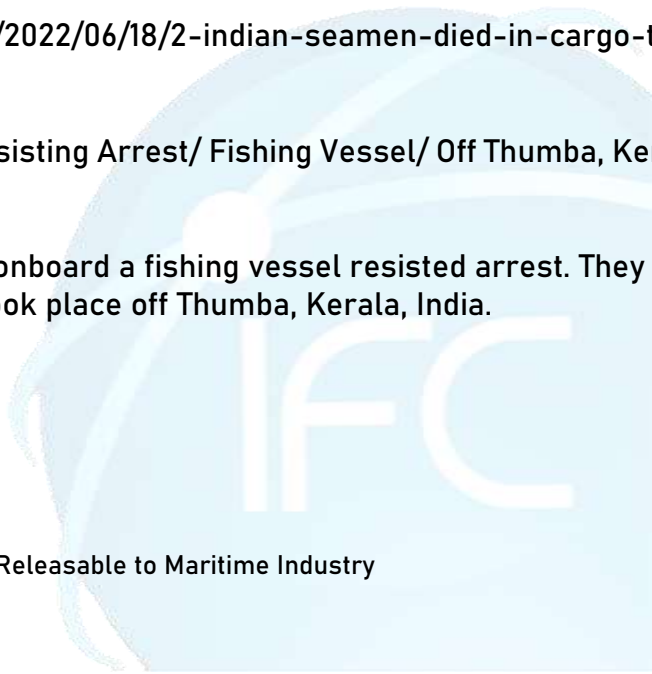 /2022/06/18/2-indian-seamen-died-in-cargo-t
sisting Arrest/ Fishing Vessel/ Off Thumba, Ke
onboard a fishing vessel resisted arrest. They
ok place off Thumba, Kerala, India.
IFC
Releasable to Maritime Industry